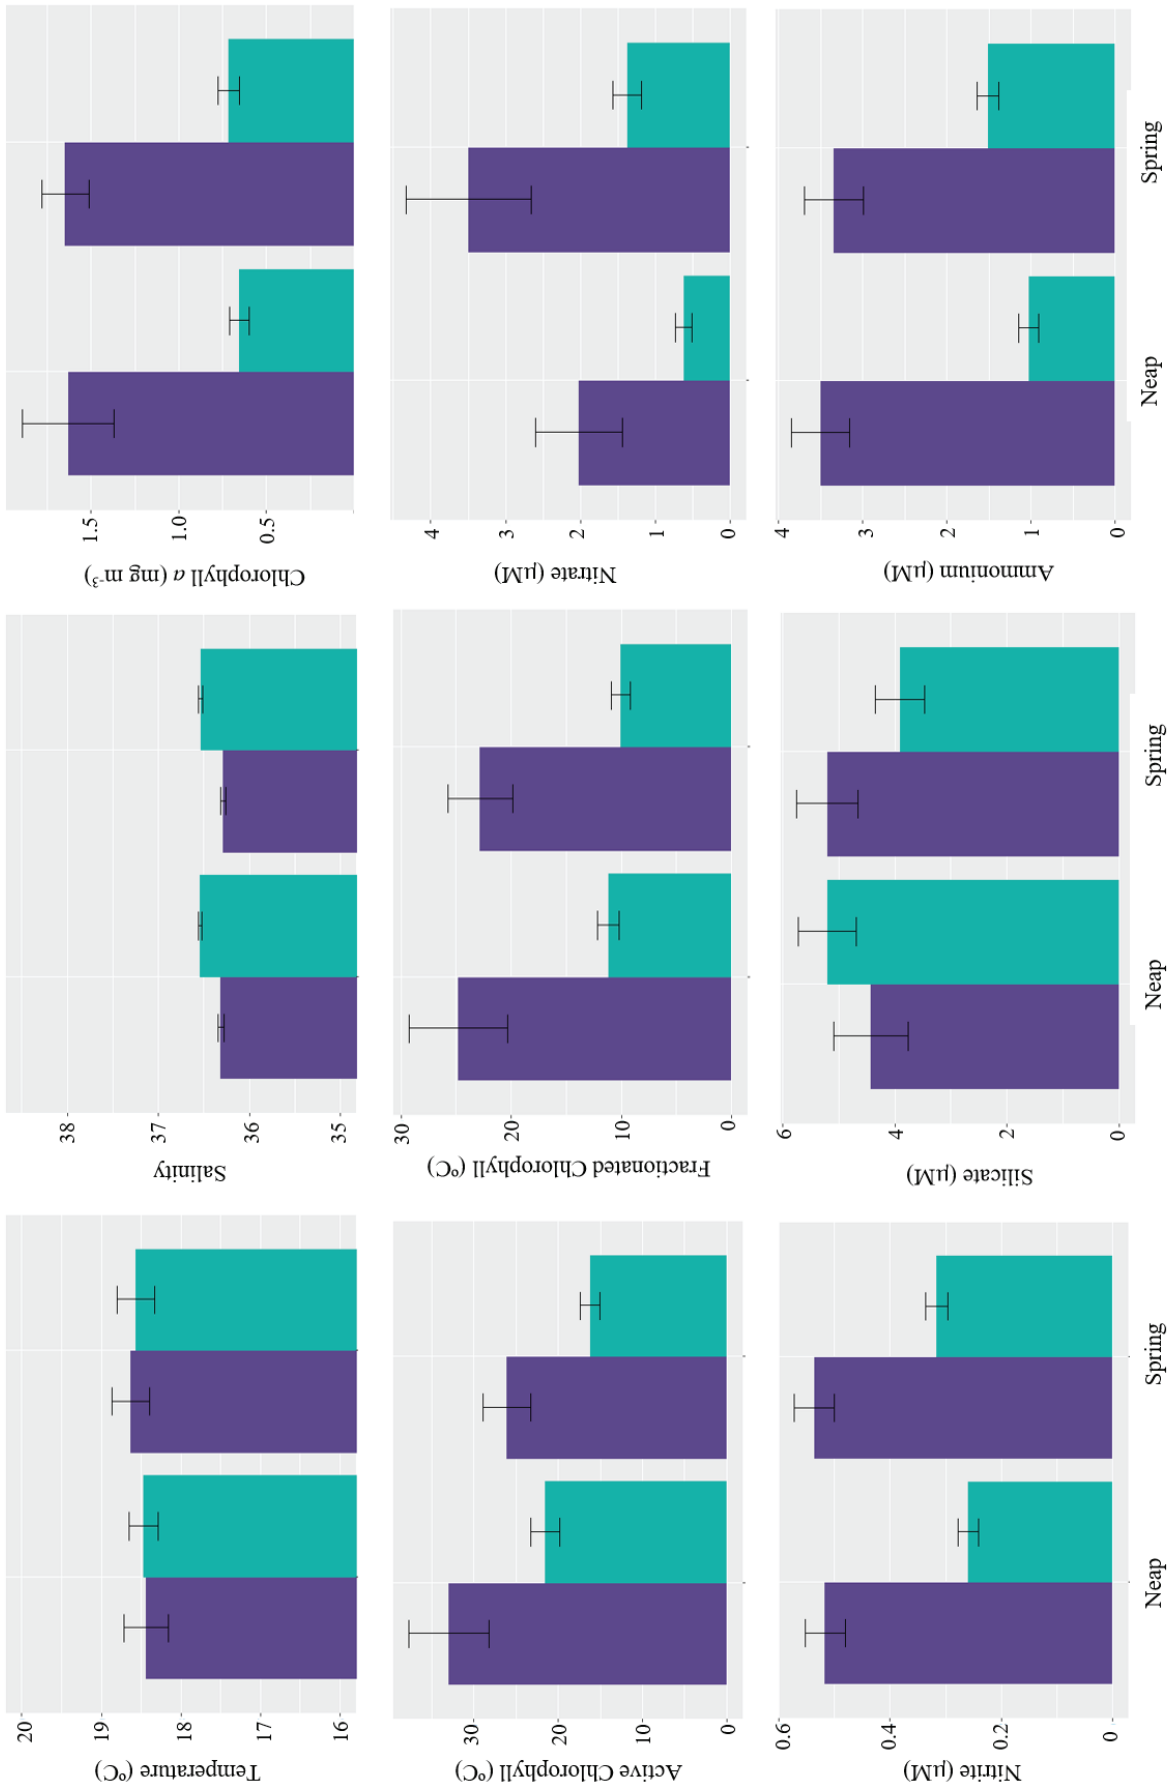 Temperature (ºC)
20
19
18
17
16
Salinity
38
37
36
35
Chlorophyll a (mg m-3)
1.5
1.0
0.5
Active Chlorophyll (ºC)
30
20
10
0
Fractionated Chlorophyll (ºC)
30
20
10
0
Nitrate (µM)
4
3
2
1
0
Nitrite (µM)
0.6
0.4
0.2
0
Neap
Spring
Silicate (µM)
6
4
2
0
Neap
Spring
Ammonium (µM)
4
3
2
1
0
Neap
Spring